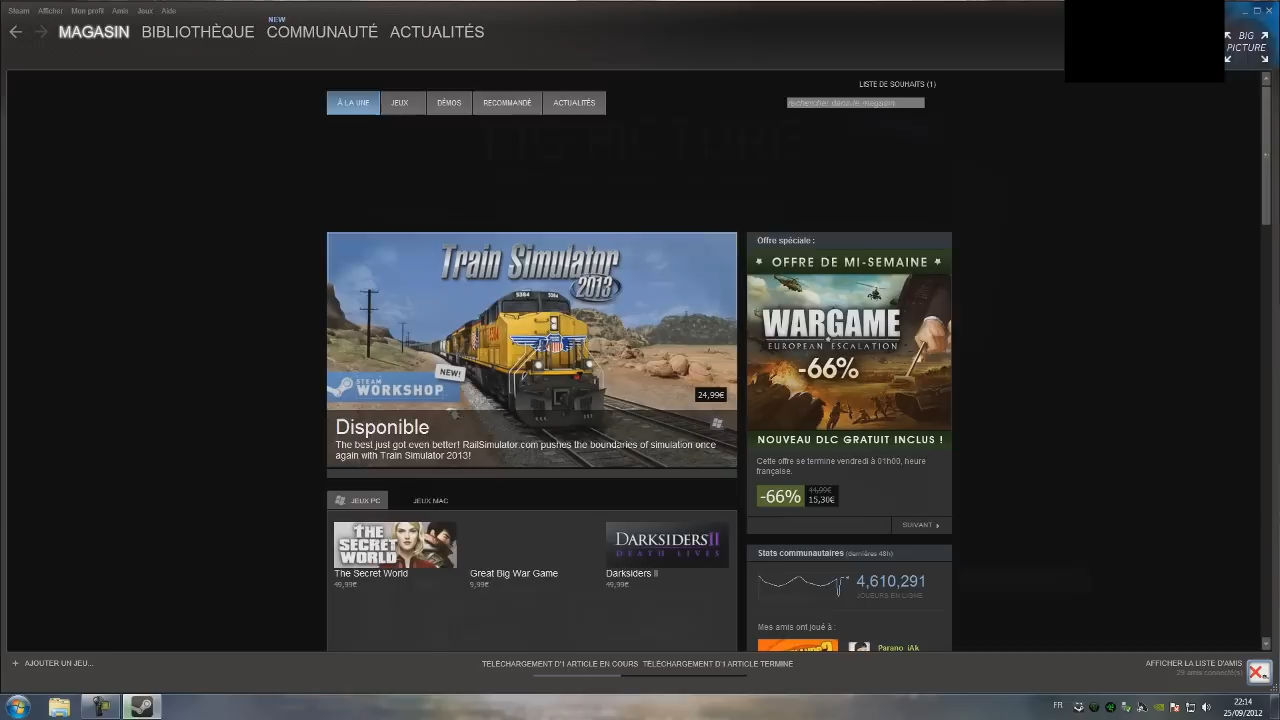 Steam Afficher Mon profil Amis Jeux Aide
NEW
MAGASIN BIBLIOTHÈQUE COMMUNAUTÉ ACTUALITÉS
BIG
PICTURE
LISTE DE SOUHAITS (1)
À LA UNE JEUX DÉMOS RECOMMANDÉ ACTUALITÉS
rechercher dans le magasin
BIG PICTURE
Train Simulator
2013
5364
NEW!
STEAM
WORKSHOP
24,99€
Disponible
The best just got even better! RailSimulator.com pushes the boundaries of simulation once
again with Train Simulator 2013!
Offre spéciale :
OFFRE DE MI-SEMAINE
WARGAME
EUROPEAN ESCALATION
-66%
NOUVEAU DLC GRATUIT INCLUS !
Cette offre se termine vendredi à 01h00, heure
française.
-66%
44,99€
15,30€
SUIVANT
JEUX PC JEUX MAC
THE
SECRET
WORLD
The Secret World
49,99€
Great Big War Game
9,99€
DARKSIDERS II
DEATH LIVES
Darksiders II
49,99€
Stats communautaires (dernières 48h)
4,610,291
JOUEURS EN LIGNE
Mes amis ont joué à :
Parano_iAk
+ AJOUTER UN JEU...
TÉLÉCHARGEMENT D'1 ARTICLE EN COURS TÉLÉCHARGEMENT D'1 ARTICLE TERMINÉ
AFFICHER LA LISTE D'AMIS
29 amis connecté(s)
FR
22:14
25/09/2012